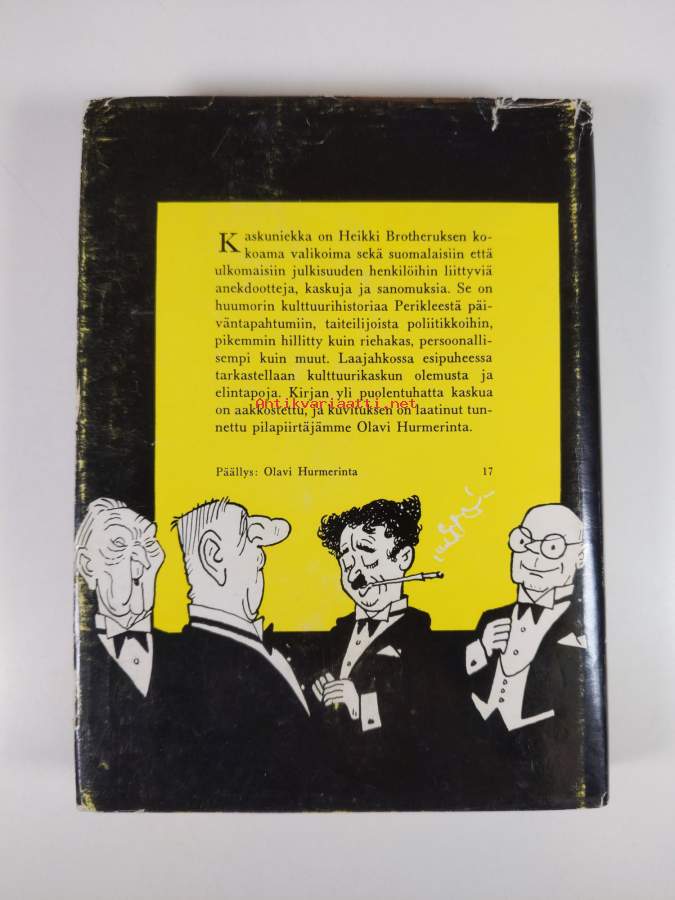 Kaskuniekka on Heikki Brotheruksen ko-
koama valikoima sekä suomalaisiin että
ulkomaisiin julkisuuden henkilöihin liittyviä
anekdootteja, kaskuja ja sanomuksia. Se on
huumorin kulttuurihistoriaa Perikleestä päi-
väntapahtumiin, taiteilijoista poliitikkoihin,
pikemmin hillitty kuin riehakas, persoonalli-
sempi kuin muut. Laajahkossa esipuheessa
tarkastellaan kulttuurikaskun olemusta ja
elintapoja. Kirjan yli puolentuhatta kaskua
Antikvariaatti.net
on aakkostettu, ja kuvituksen on laatinut tun-
nettu pilapiirtäjämme Olavi Hurmerinta.
Päällys: Olavi Hurmerinta 17